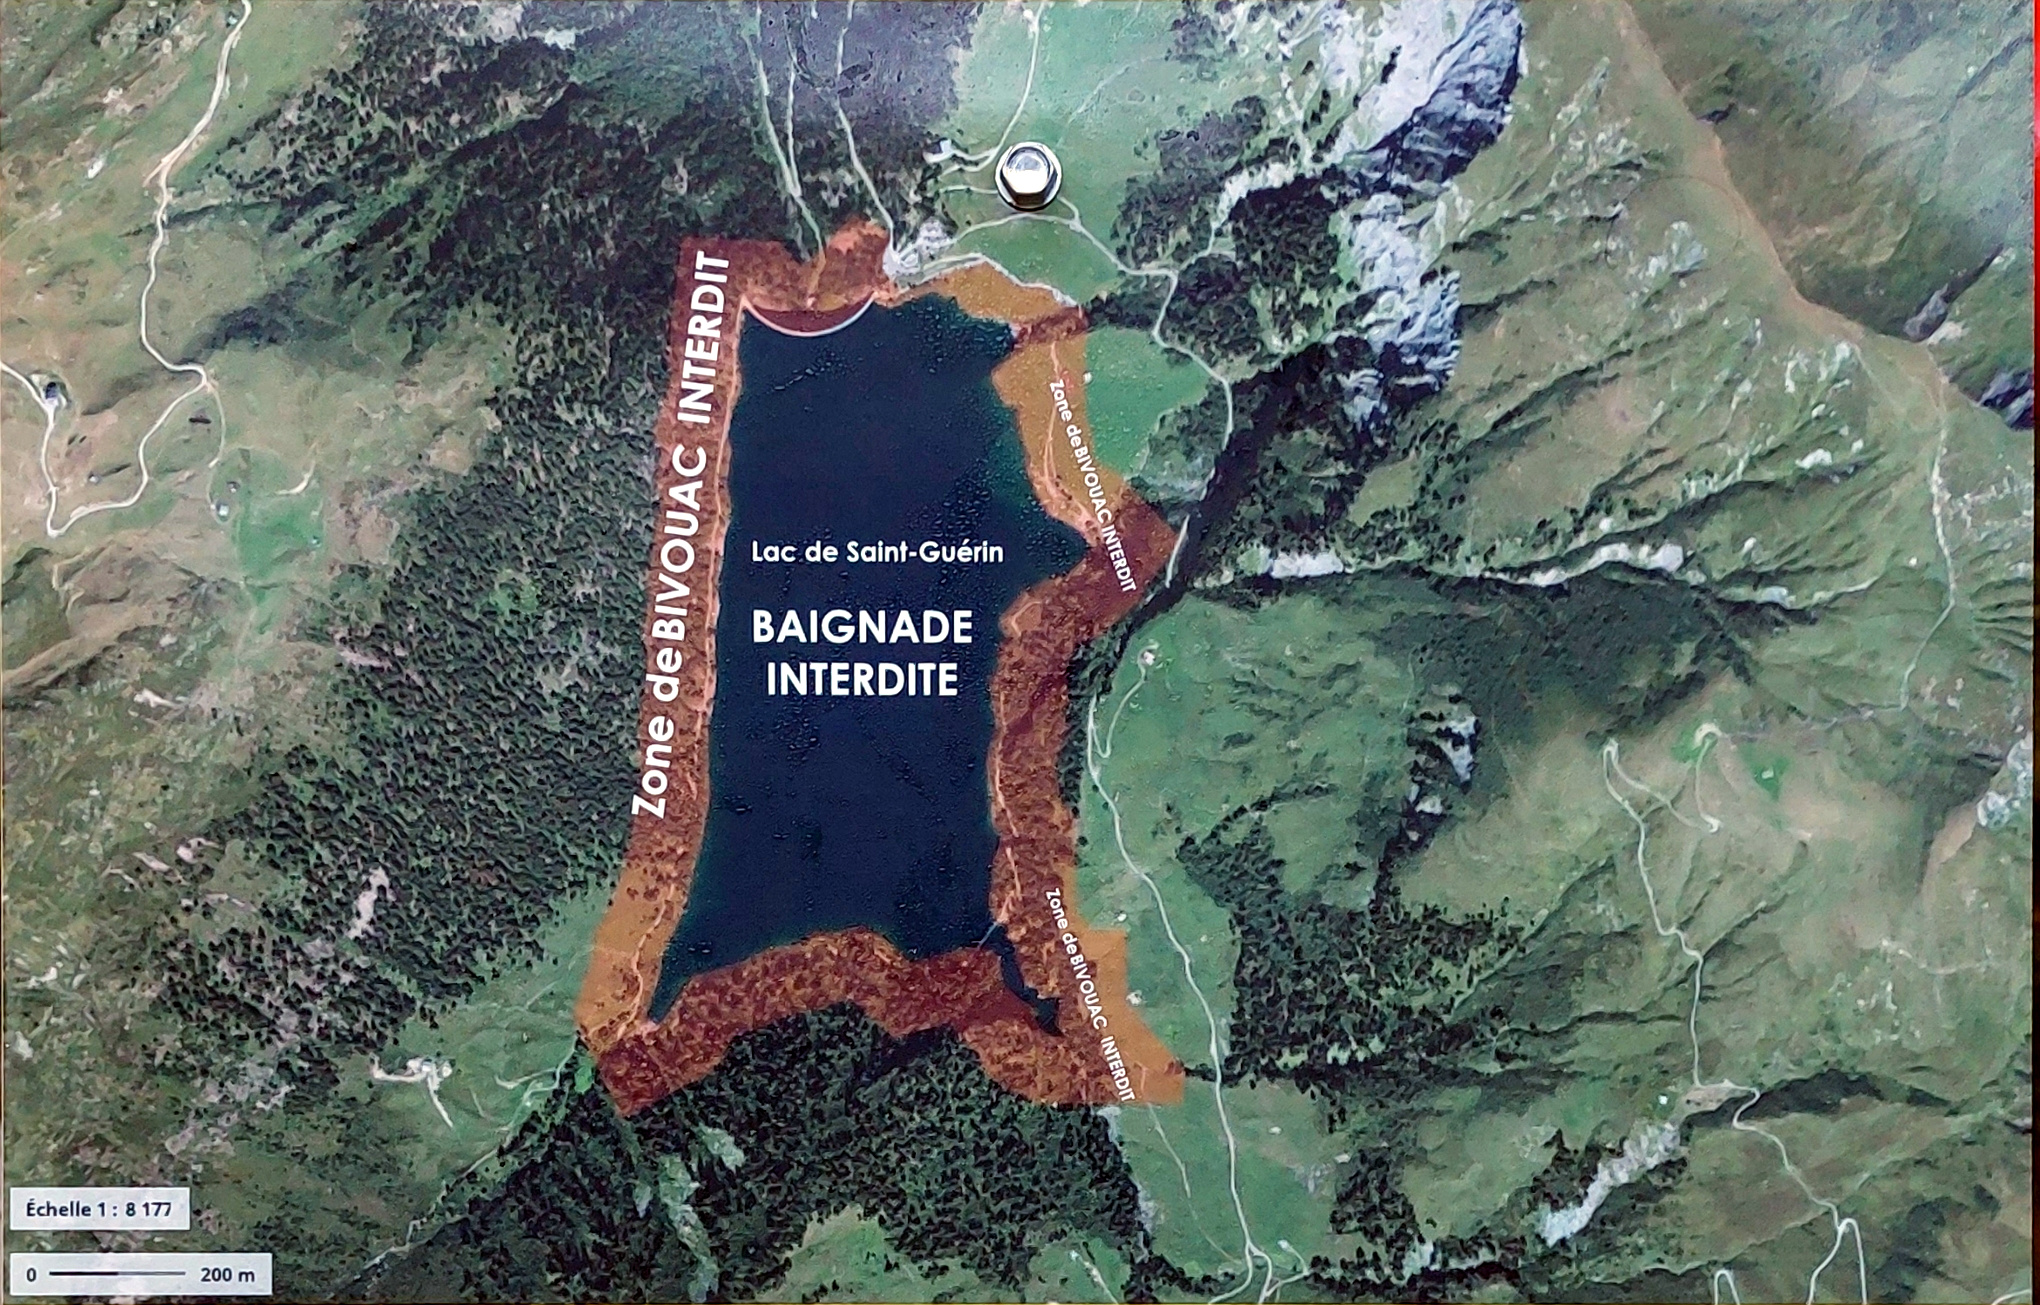 Zone de BIVOUAC INTERDIT
Zone de BIVOUAC INTERDIT
Lac de Saint-Guérin
BAIGNADE
INTERDITE
Zone de BIVOUAC INTERDIT
Échelle 1 : 8 177
0 200 m